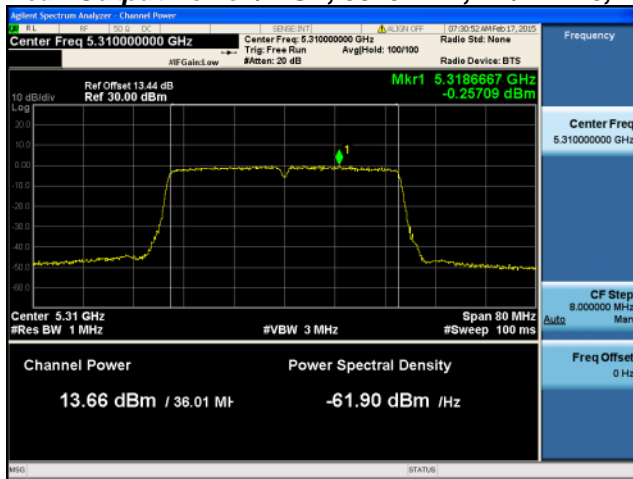 Agilent Spectrum Analyzer - Channel Power
RL RF 50 Ω DC SENSE:INT ALIGN OFF 07:30:52 AM Feb 17, 2015
Center Freq 5.310000000 GHz
Center Freq: 5.310000000 GHz Radio Std: None
Trig: Free Run Avg|Hold: 100/100
#IFGain:Low #Atten: 20 dB Radio Device: BTS
Frequency
Mkr1 5.3186667 GHz
-0.25709 dBm
Ref Offset 13.44 dB
10 dB/div Ref 30.00 dBm
Log
20.0
10.0
0.00
-10.0
-20.0
-30.0
-40.0
-50.0
-60.0
1
Center Freq
5.310000000 GHz
Center 5.31 GHz Span 80 MHz
#Res BW 1 MHz #VBW 3 MHz #Sweep 100 ms
CF Step
8.000000 MHz
Auto Man
Channel Power Power Spectral Density
13.66 dBm / 36.01 MH -61.90 dBm /Hz
Freq Offset
0 Hz
MSG STATUS